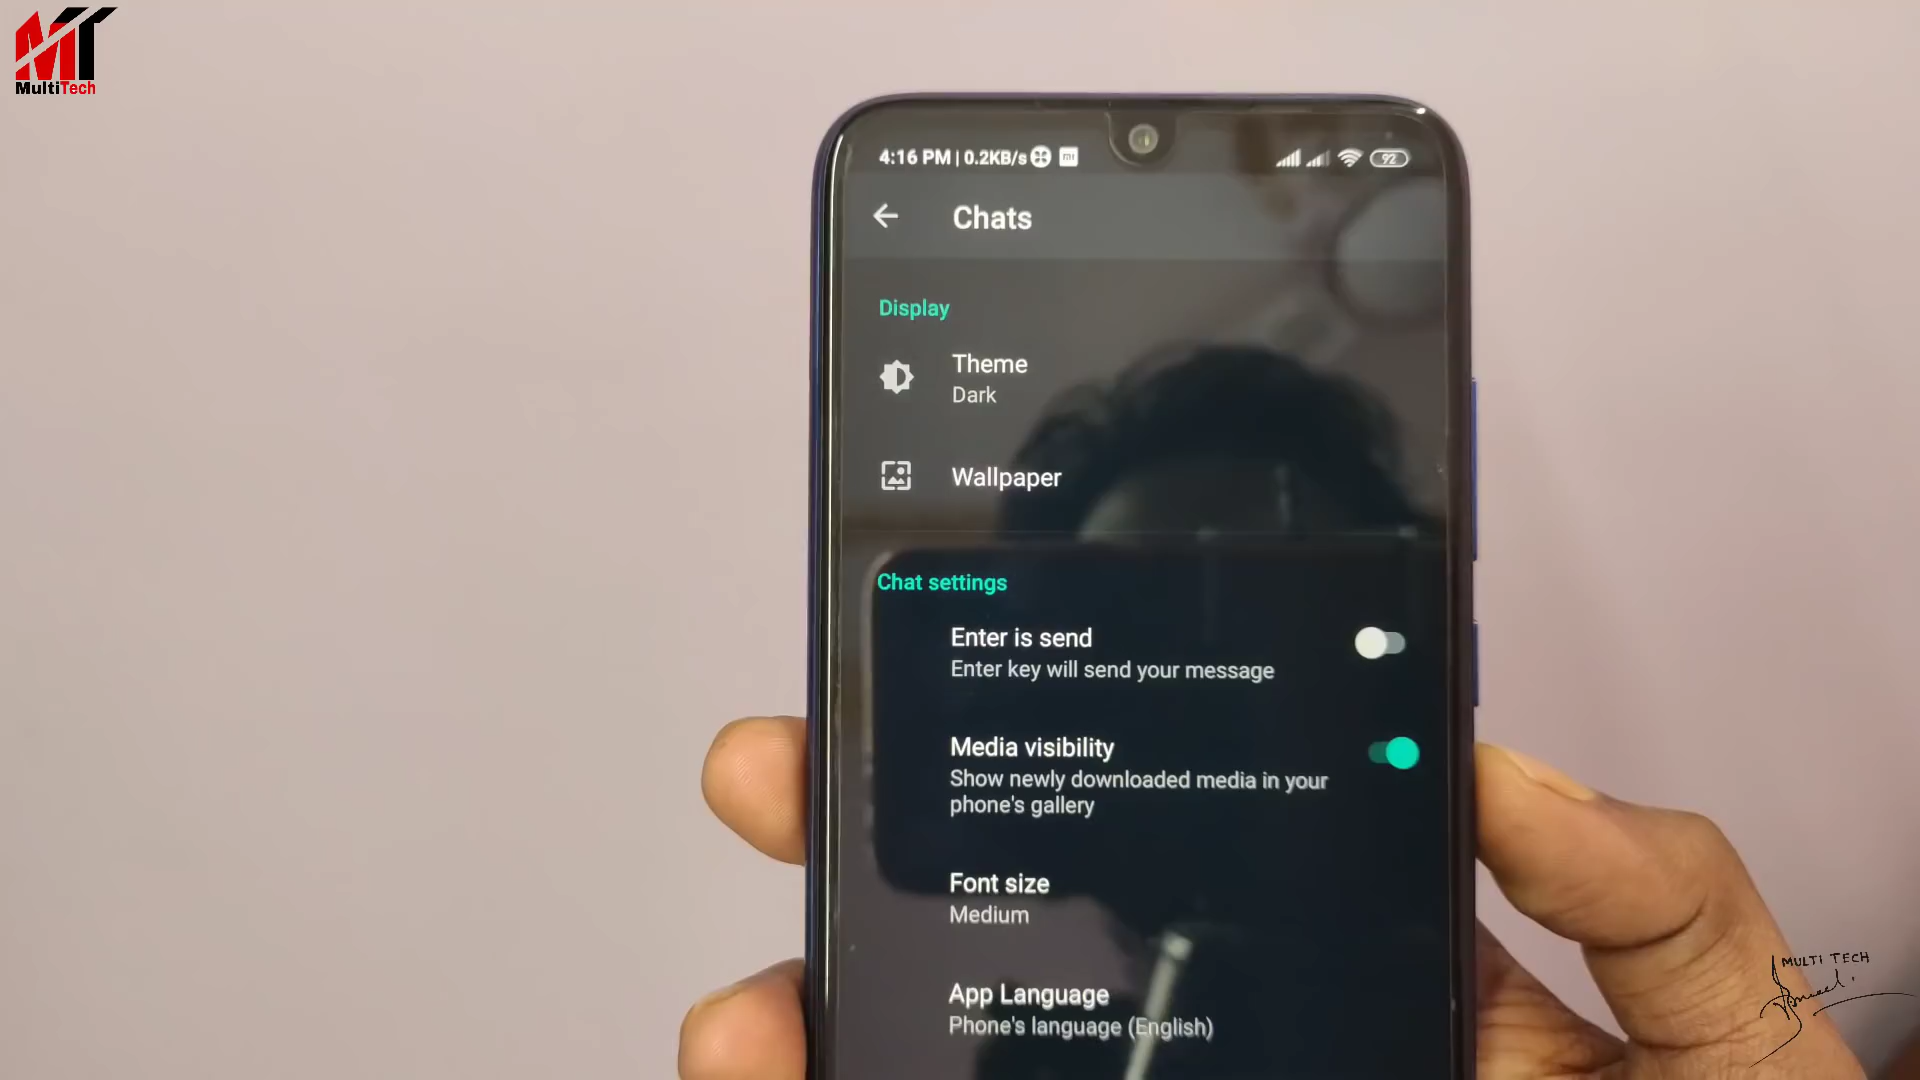 MT
MultiTech
4:16 PM | 0.2KB/s
mi
92
Chats
Display
Theme
Dark
Wallpaper
Chat settings
Enter is send
Enter key will send your message
Media visibility
Show newly downloaded media in your
phone's gallery
Font size
Medium
App Language
Phone's language (English)
MULTI TECH